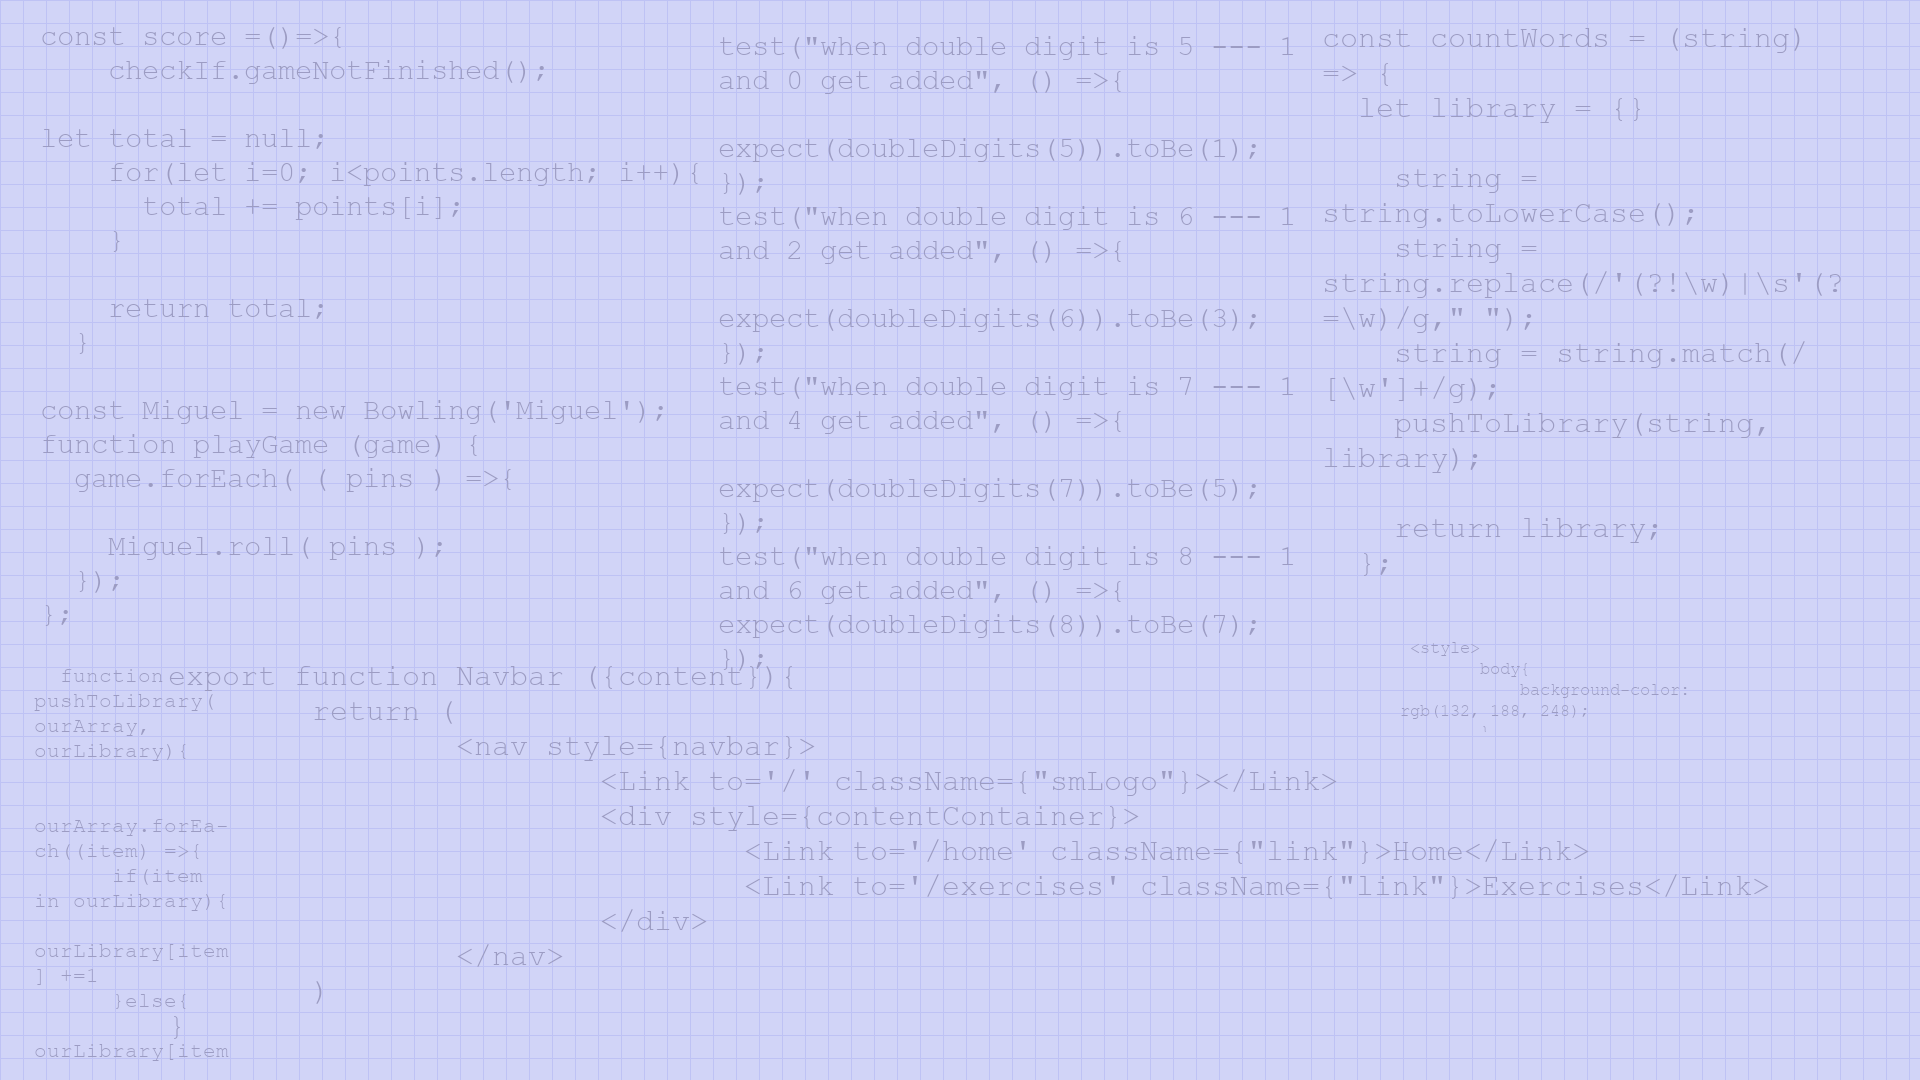 const score =()=>{
checkIf.gameNotFinished();
let total = null;
for(let i=0; i<points.length; i++){
total += points[i];
}
return total;
}
const Miguel = new Bowling('Miguel');
function playGame (game) {
game.forEach( ( pins ) =>{
Miguel.roll( pins );
});
};
test("when double digit is 5 --- 1
and 0 get added", () =>{
expect(doubleDigits(5)).toBe(1);
});
test("when double digit is 6 --- 1
and 2 get added", () =>{
expect(doubleDigits(6)).toBe(3);
});
test("when double digit is 7 --- 1
and 4 get added", () =>{
expect(doubleDigits(7)).toBe(5);
});
test("when double digit is 8 --- 1
and 6 get added", () =>{
expect(doubleDigits(8)).toBe(7);
});
const countWords = (string)
=> {
let library = {}
string =
string.toLowerCase();
string =
string.replace(/'(?!\w)|\s'(?
=\w)/g," ");
string = string.match(/
[\w']+/g);
pushToLibrary(string,
library);
return library;
};
<style>
body{
background-color:
rgb(132, 188, 248);
}
function
pushToLibrary(
ourArray,
ourLibrary){
ourArray.forEa-
ch((item) =>{
if(item
in ourLibrary){
ourLibrary[item
] +=1
}else{
ourLibrary[item
export function Navbar ({content}){
return (
<nav style={navbar}>
<Link to='/' className={"smLogo"}></Link>
<div style={contentContainer}>
<Link to='/home' className={"link"}>Home</Link>
<Link to='/exercises' className={"link"}>Exercises</Link>
</div>
</nav>
)
}